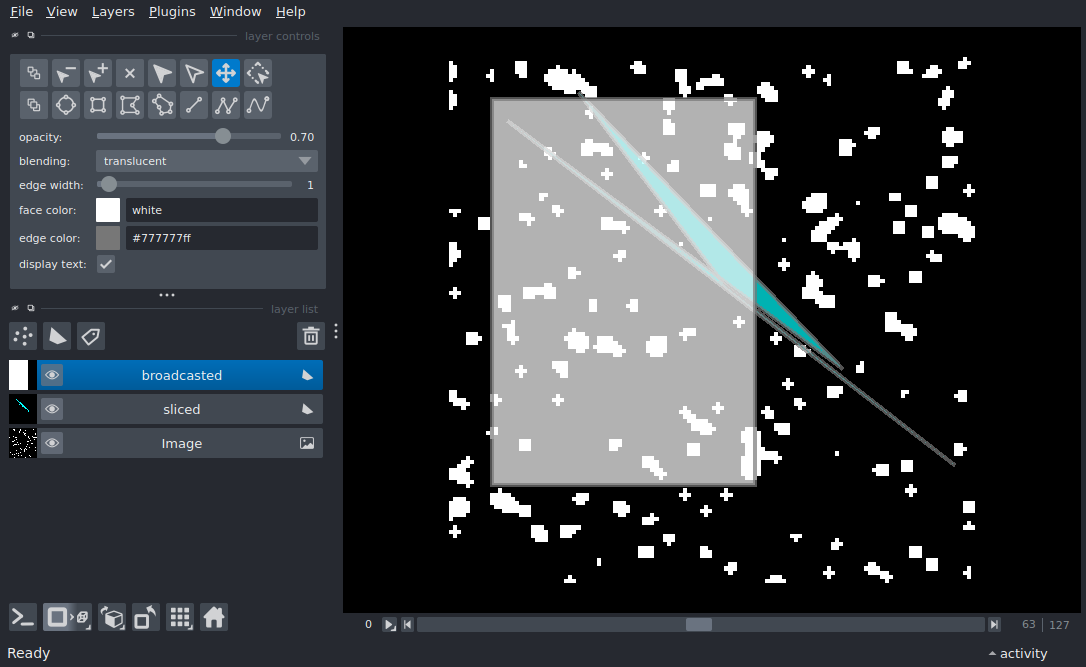 File View Layers Plugins Window Help
layer controls
opacity: 0.70
blending: translucent
edge width: 1
face color: white
edge color: #777777ff
display text:
layer list
broadcasted
sliced
Image
0 63 127
Ready activity